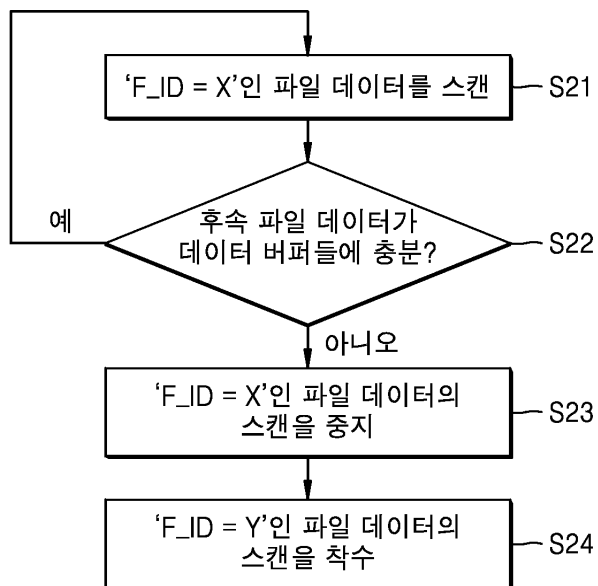 ‘F_ID = X’인 파일 데이터를 스캔
S21
예
후속 파일 데이터가
데이터 버퍼들에 충분?
S22
아니오
‘F_ID = X’인 파일 데이터의
스캔을 중지
S23
‘F_ID = Y’인 파일 데이터의
스캔을 착수
S24